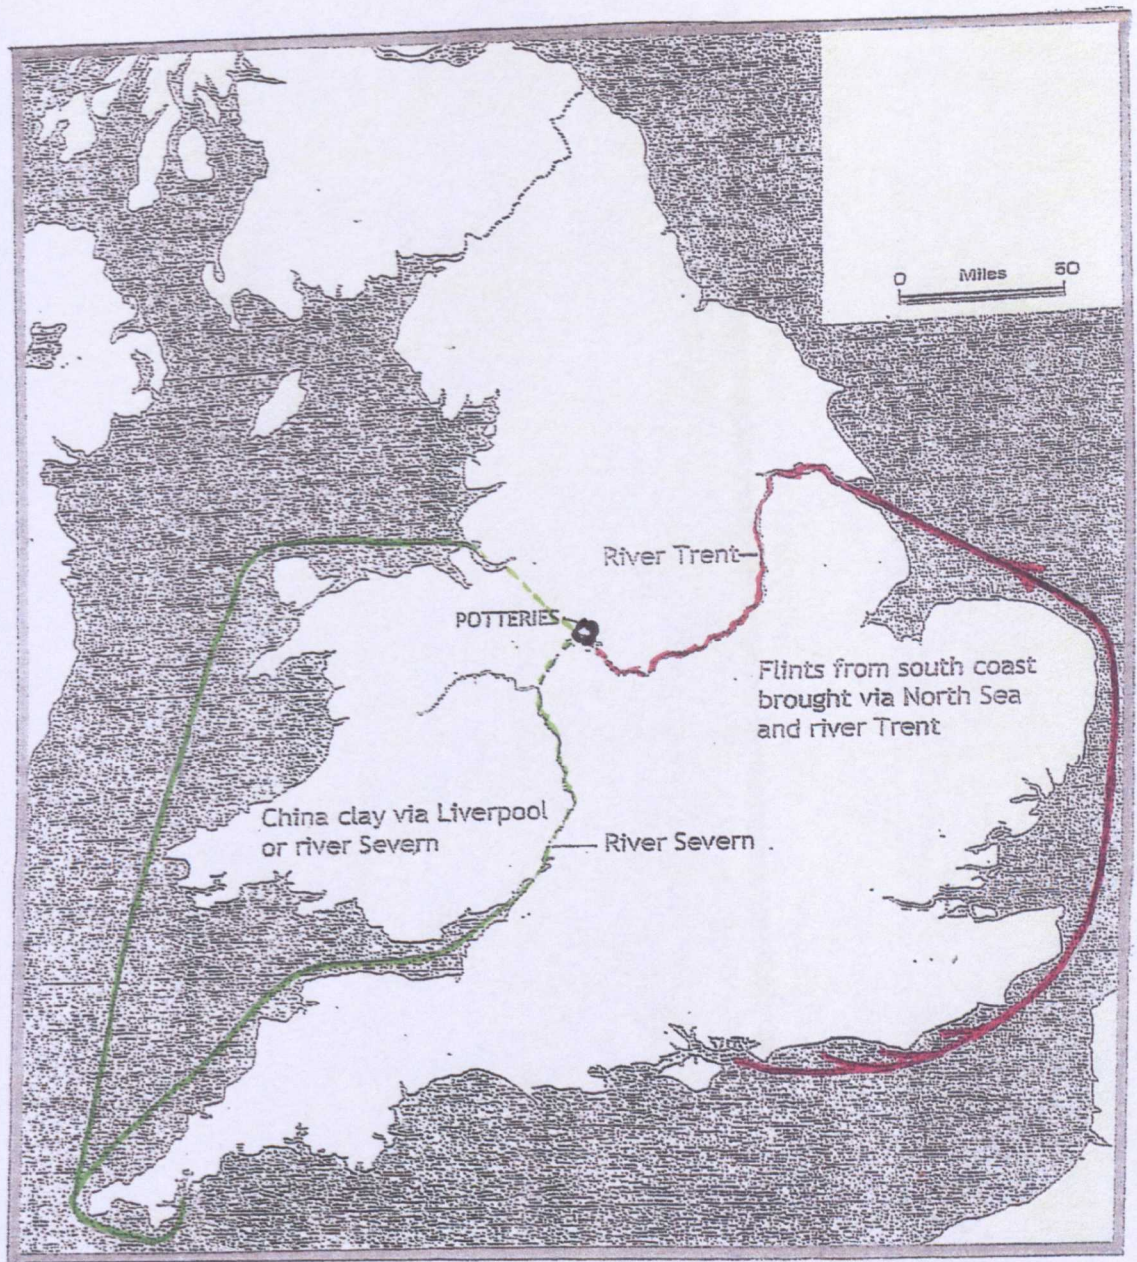 0 Miles 50
River Trent
POTTERIES
Flints from south coast
brought via North Sea
and river Trent
China clay via Liverpool
or river Severn
River Severn